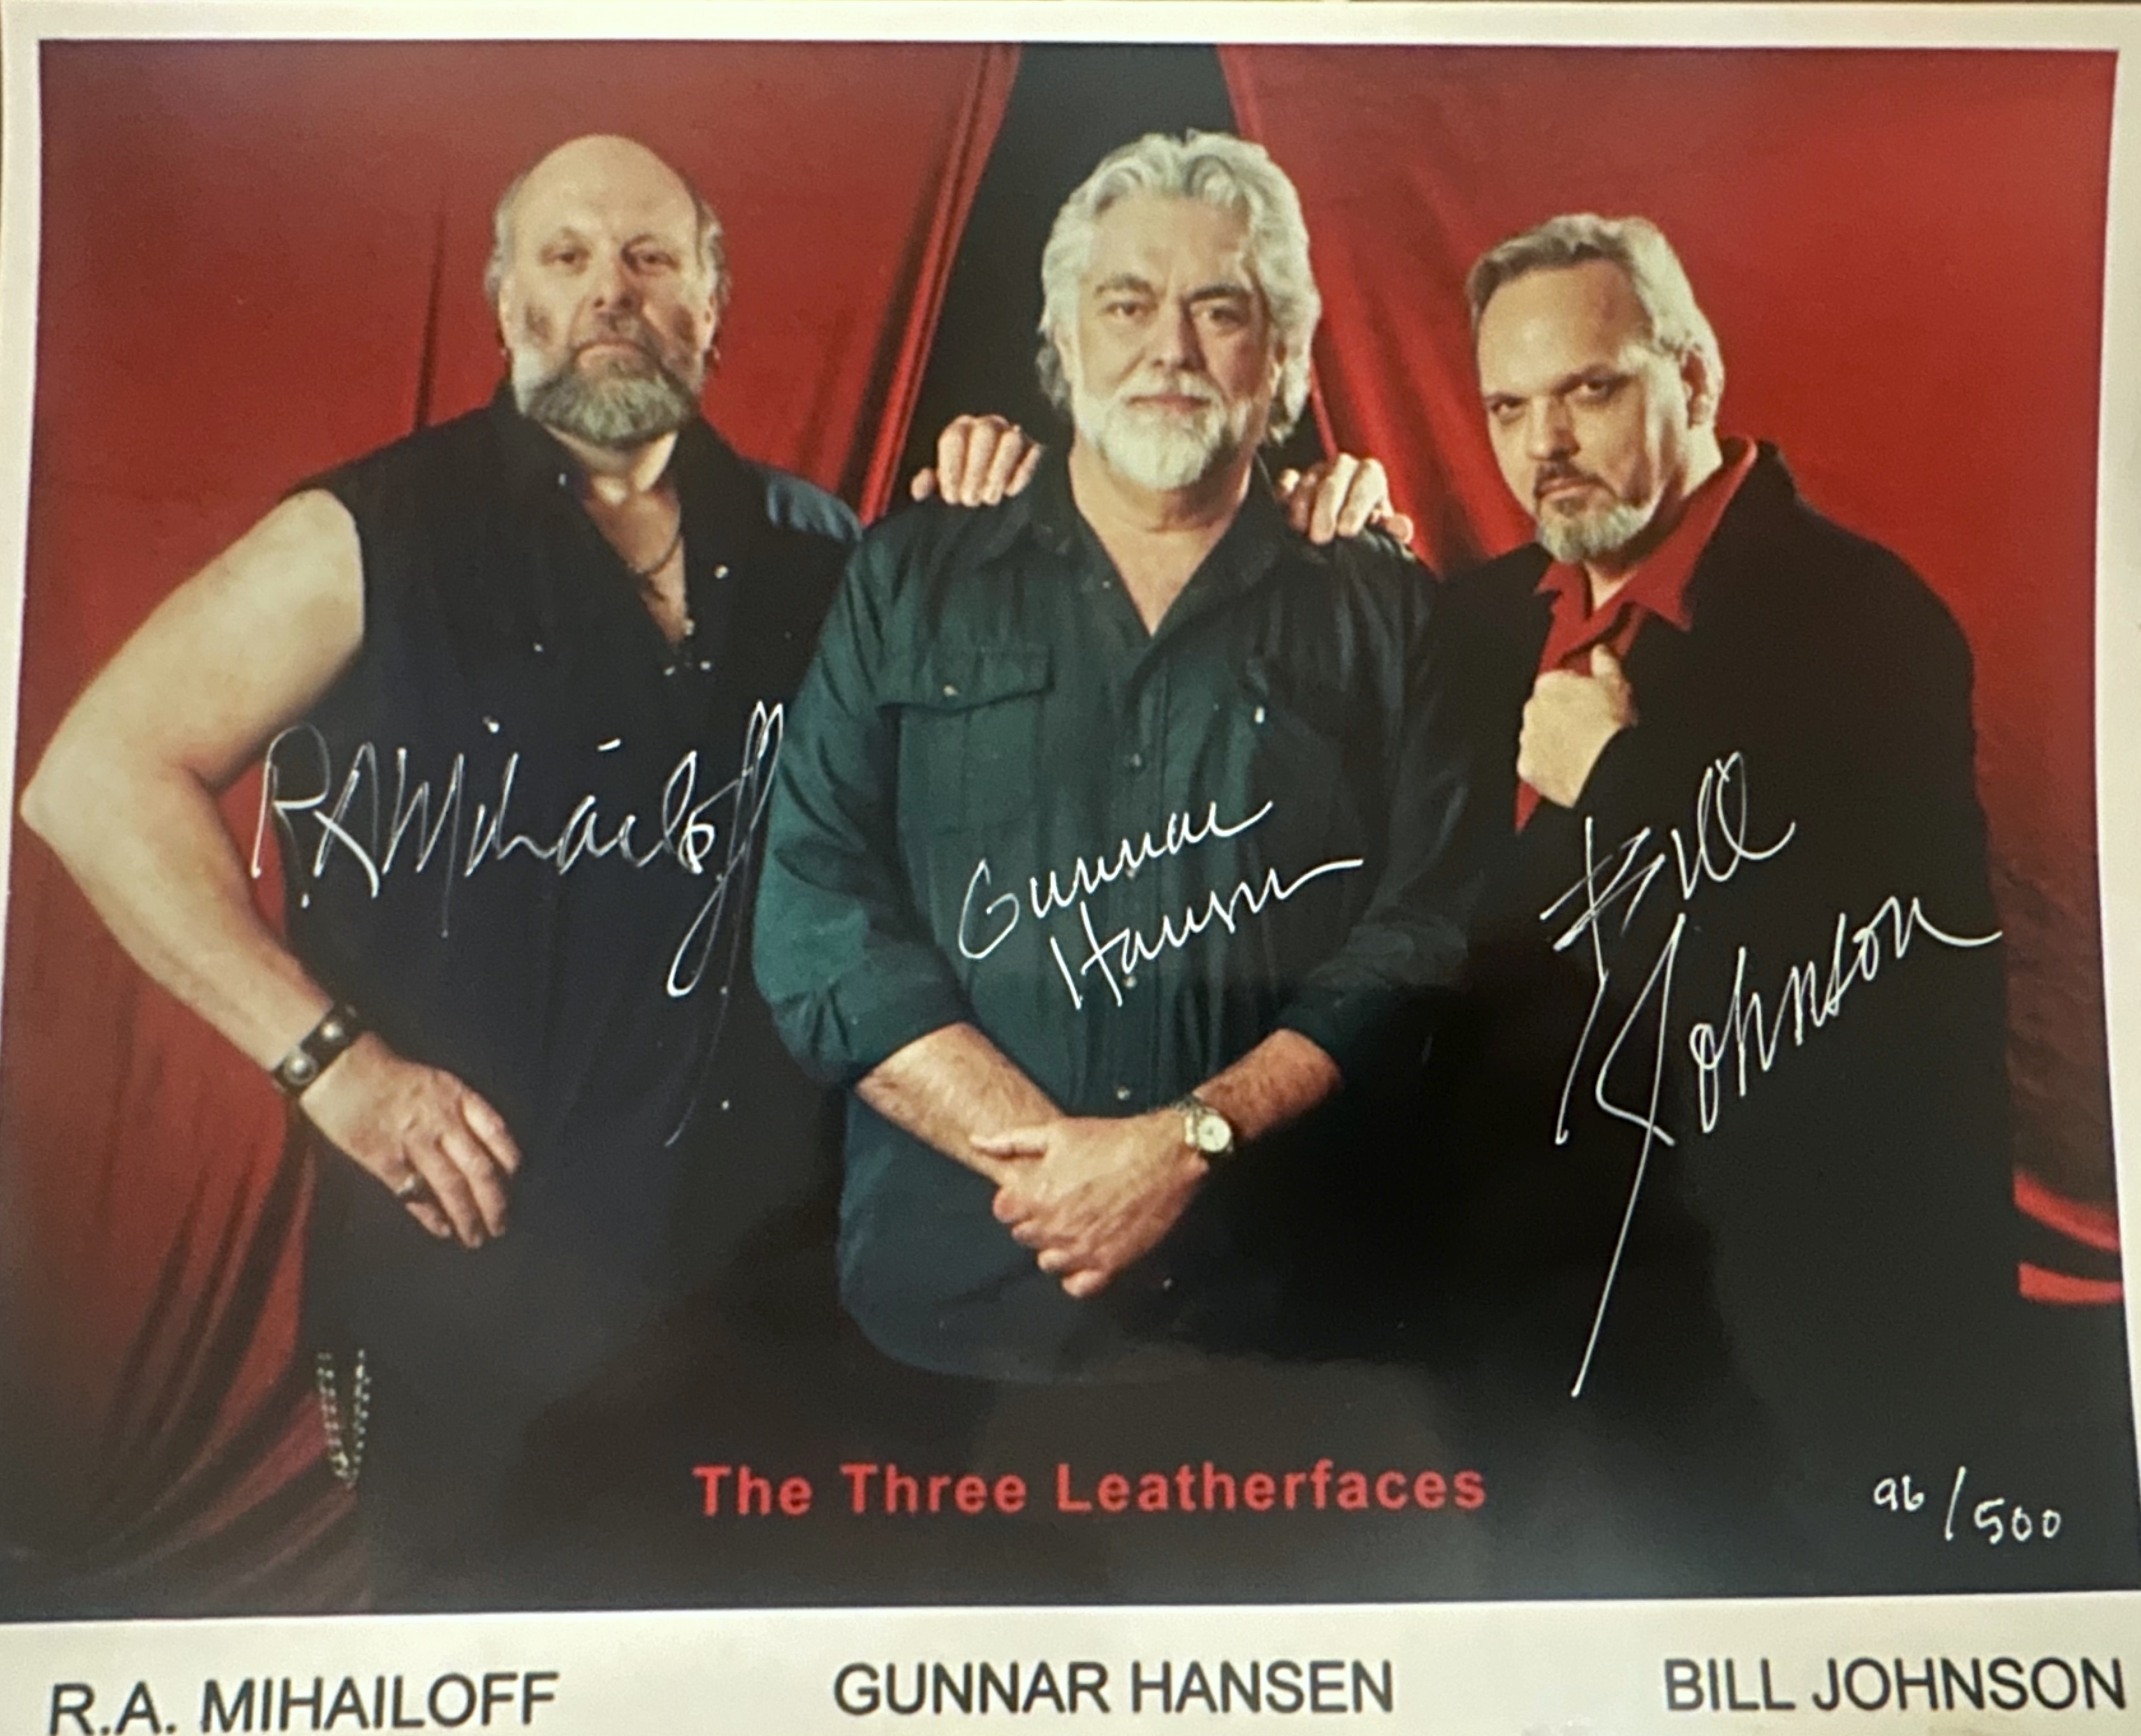 R.A. Mihailoff
Gunnar
Hansen
Bill
Johnson
The Three Leatherfaces
96/500
R.A. MIHAILOFF GUNNAR HANSEN BILL JOHNSON